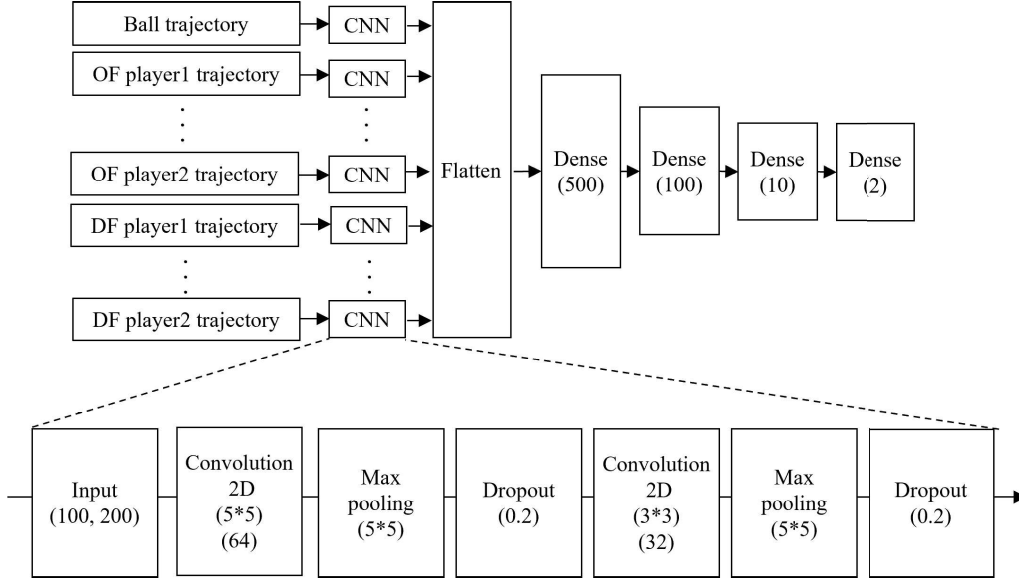 Ball trajectory
CNN
OF player1 trajectory
CNN
OF player2 trajectory
CNN
DF player1 trajectory
CNN
DF player2 trajectory
CNN
Flatten
Dense
(500)
Dense
(100)
Dense
(10)
Dense
(2)
Input
(100, 200)
Convolution
2D
(5*5)
(64)
Max
pooling
(5*5)
Dropout
(0.2)
Convolution
2D
(3*3)
(32)
Max
pooling
(5*5)
Dropout
(0.2)